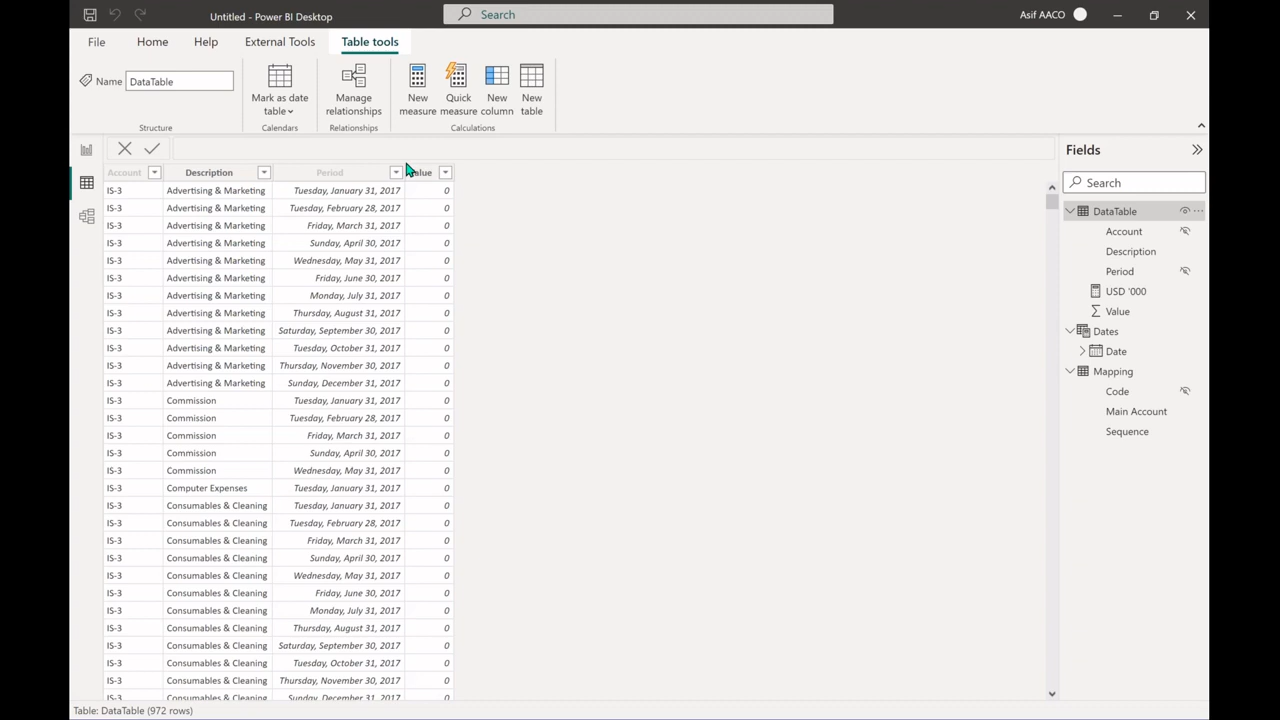 Untitled - Power BI Desktop
Search
Asif AACO
File
Home
Help
External Tools
Table tools
Name
DataTable
Mark as date
table
Manage
relationships
New
measure
Quick
measure
New
column
New
table
Structure
Calendars
Relationships
Calculations
Account Description Period
IS-3 Advertising & Marketing Tuesday, January 31, 2017 0
IS-3 Advertising & Marketing Tuesday, February 28, 2017 0
IS-3 Advertising & Marketing Friday, March 31, 2017 0
IS-3 Advertising & Marketing Sunday, April 30, 2017 0
IS-3 Advertising & Marketing Wednesday, May 31, 2017 0
IS-3 Advertising & Marketing Friday, June 30, 2017 0
IS-3 Advertising & Marketing Monday, July 31, 2017 0
IS-3 Advertising & Marketing Thursday, August 31, 2017 0
IS-3 Advertising & Marketing Saturday, September 30, 2017 0
IS-3 Advertising & Marketing Tuesday, October 31, 2017 0
IS-3 Advertising & Marketing Thursday, November 30, 2017 0
IS-3 Advertising & Marketing Sunday, December 31, 2017 0
IS-3 Commission Tuesday, January 31, 2017 0
IS-3 Commission Tuesday, February 28, 2017 0
IS-3 Commission Friday, March 31, 2017 0
IS-3 Commission Sunday, April 30, 2017 0
IS-3 Commission Wednesday, May 31, 2017 0
IS-3 Computer Expenses Tuesday, January 31, 2017 0
IS-3 Consumables & Cleaning Tuesday, January 31, 2017 0
IS-3 Consumables & Cleaning Tuesday, February 28, 2017 0
IS-3 Consumables & Cleaning Friday, March 31, 2017 0
IS-3 Consumables & Cleaning Sunday, April 30, 2017 0
IS-3 Consumables & Cleaning Wednesday, May 31, 2017 0
IS-3 Consumables & Cleaning Friday, June 30, 2017 0
IS-3 Consumables & Cleaning Monday, July 31, 2017 0
IS-3 Consumables & Cleaning Thursday, August 31, 2017 0
IS-3 Consumables & Cleaning Saturday, September 30, 2017 0
IS-3 Consumables & Cleaning Tuesday, October 31, 2017 0
IS-3 Consumables & Cleaning Thursday, November 30, 2017 0
IS-3 Consumables & Cleaning Sunday, December 31, 2017 0
Fields
Search
DataTable
Account
Description
Period
USD '000
Value
Dates
Date
Mapping
Code
Main Account
Sequence
Table: DataTable (972 rows)